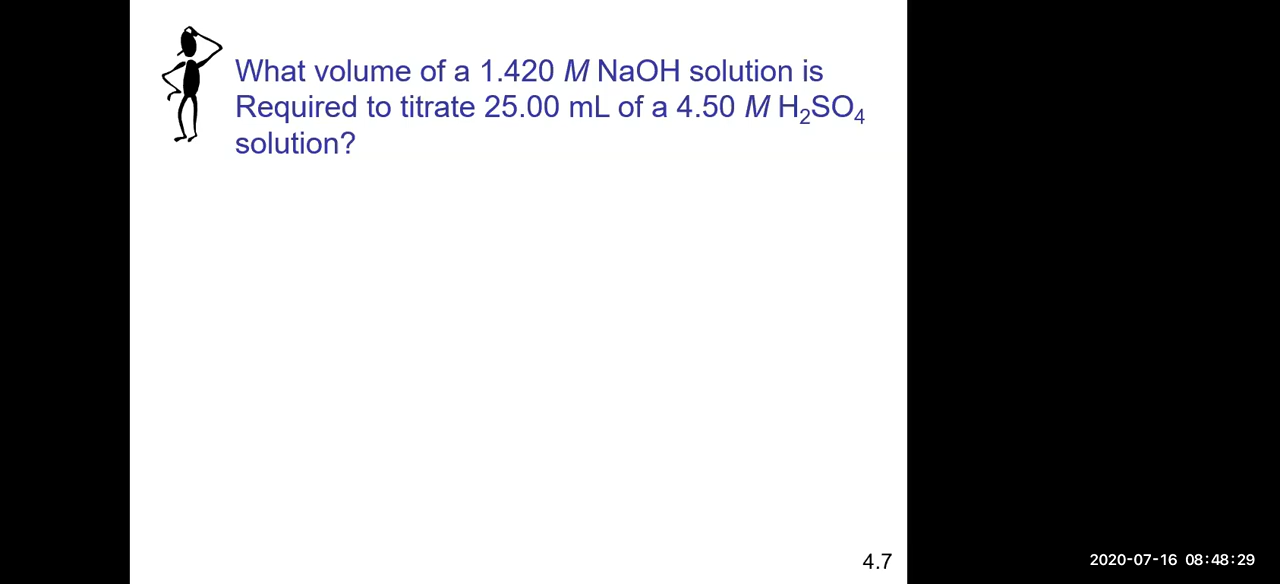 What volume of a 1.420 M NaOH solution is
Required to titrate 25.00 mL of a 4.50 M H₂SO₄
solution?
4.7
2020-07-16 08:48:29